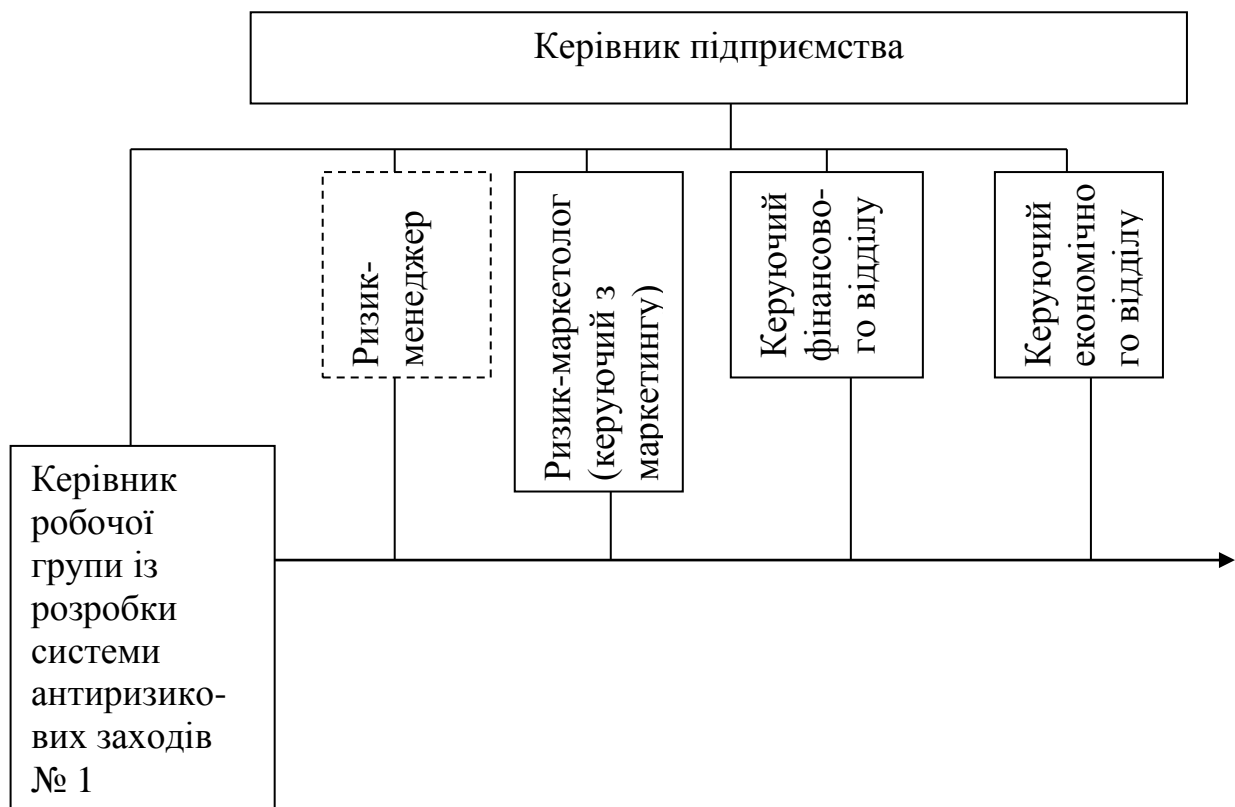 Керівник підприємства
Ризик-
менеджер
Ризик-маркетолог
(керуючий з
маркетингу)
Керуючий
фінансово-
го відділу
Керуючий
економічно
го відділу
Керівник
робочої
групи із
розробки
системи
антиризико-
вих заходів
№ 1